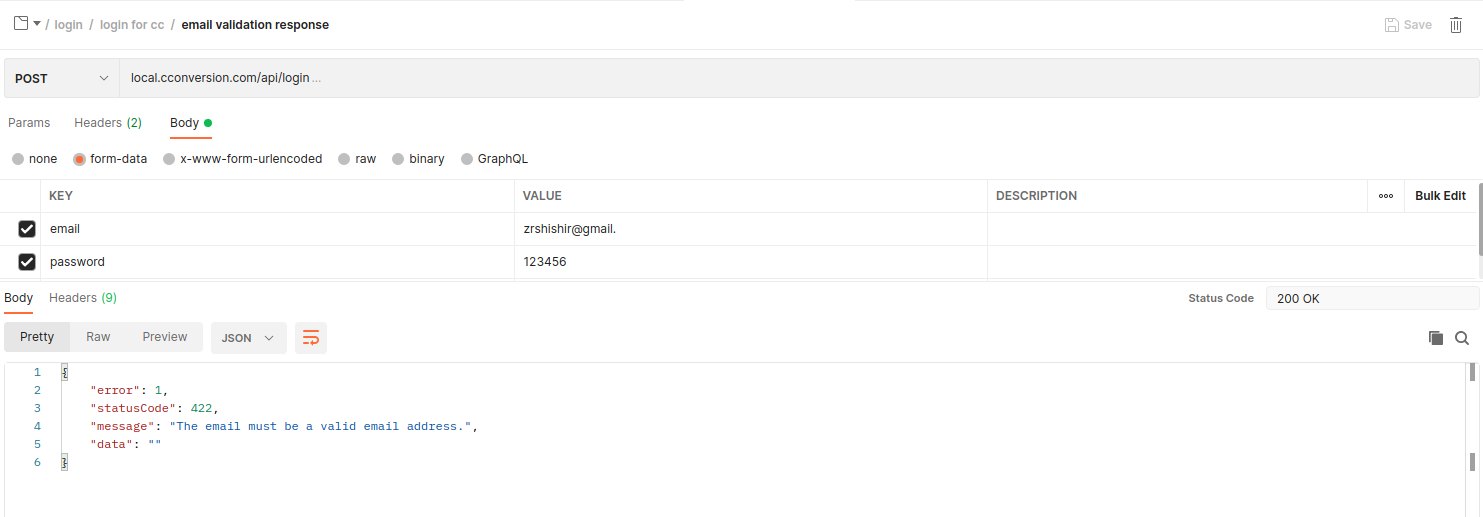 / login / login for cc / email validation response
Save
POST
local.cconversion.com/api/login ...
Params Headers (2) Body
none form-data x-www-form-urlencoded raw binary GraphQL
KEY VALUE DESCRIPTION ooo Bulk Edit
email zrshishir@gmail.
password 123456
Body Headers (9) Status Code 200 OK
Pretty Raw Preview JSON
1 {
2 "error": 1,
3 "statusCode": 422,
4 "message": "The email must be a valid email address.",
5 "data": ""
6 }